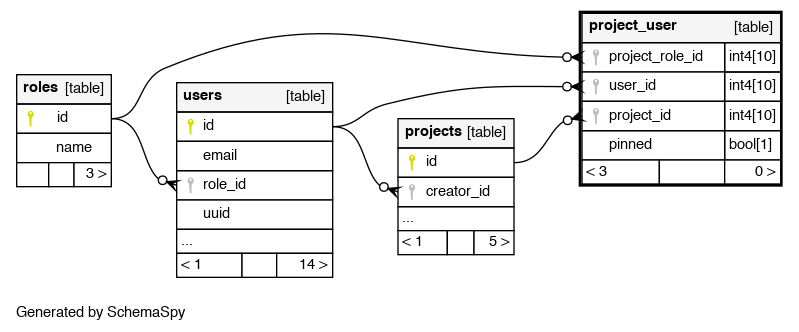 roles [table]
id
name
3 >
users [table]
id
email
role_id
uuid
...
< 1 14 >
projects [table]
id
creator_id
...
< 1 5 >
project_user [table]
project_role_id int4[10]
user_id int4[10]
project_id int4[10]
pinned bool[1]
< 3 0 >
Generated by SchemaSpy